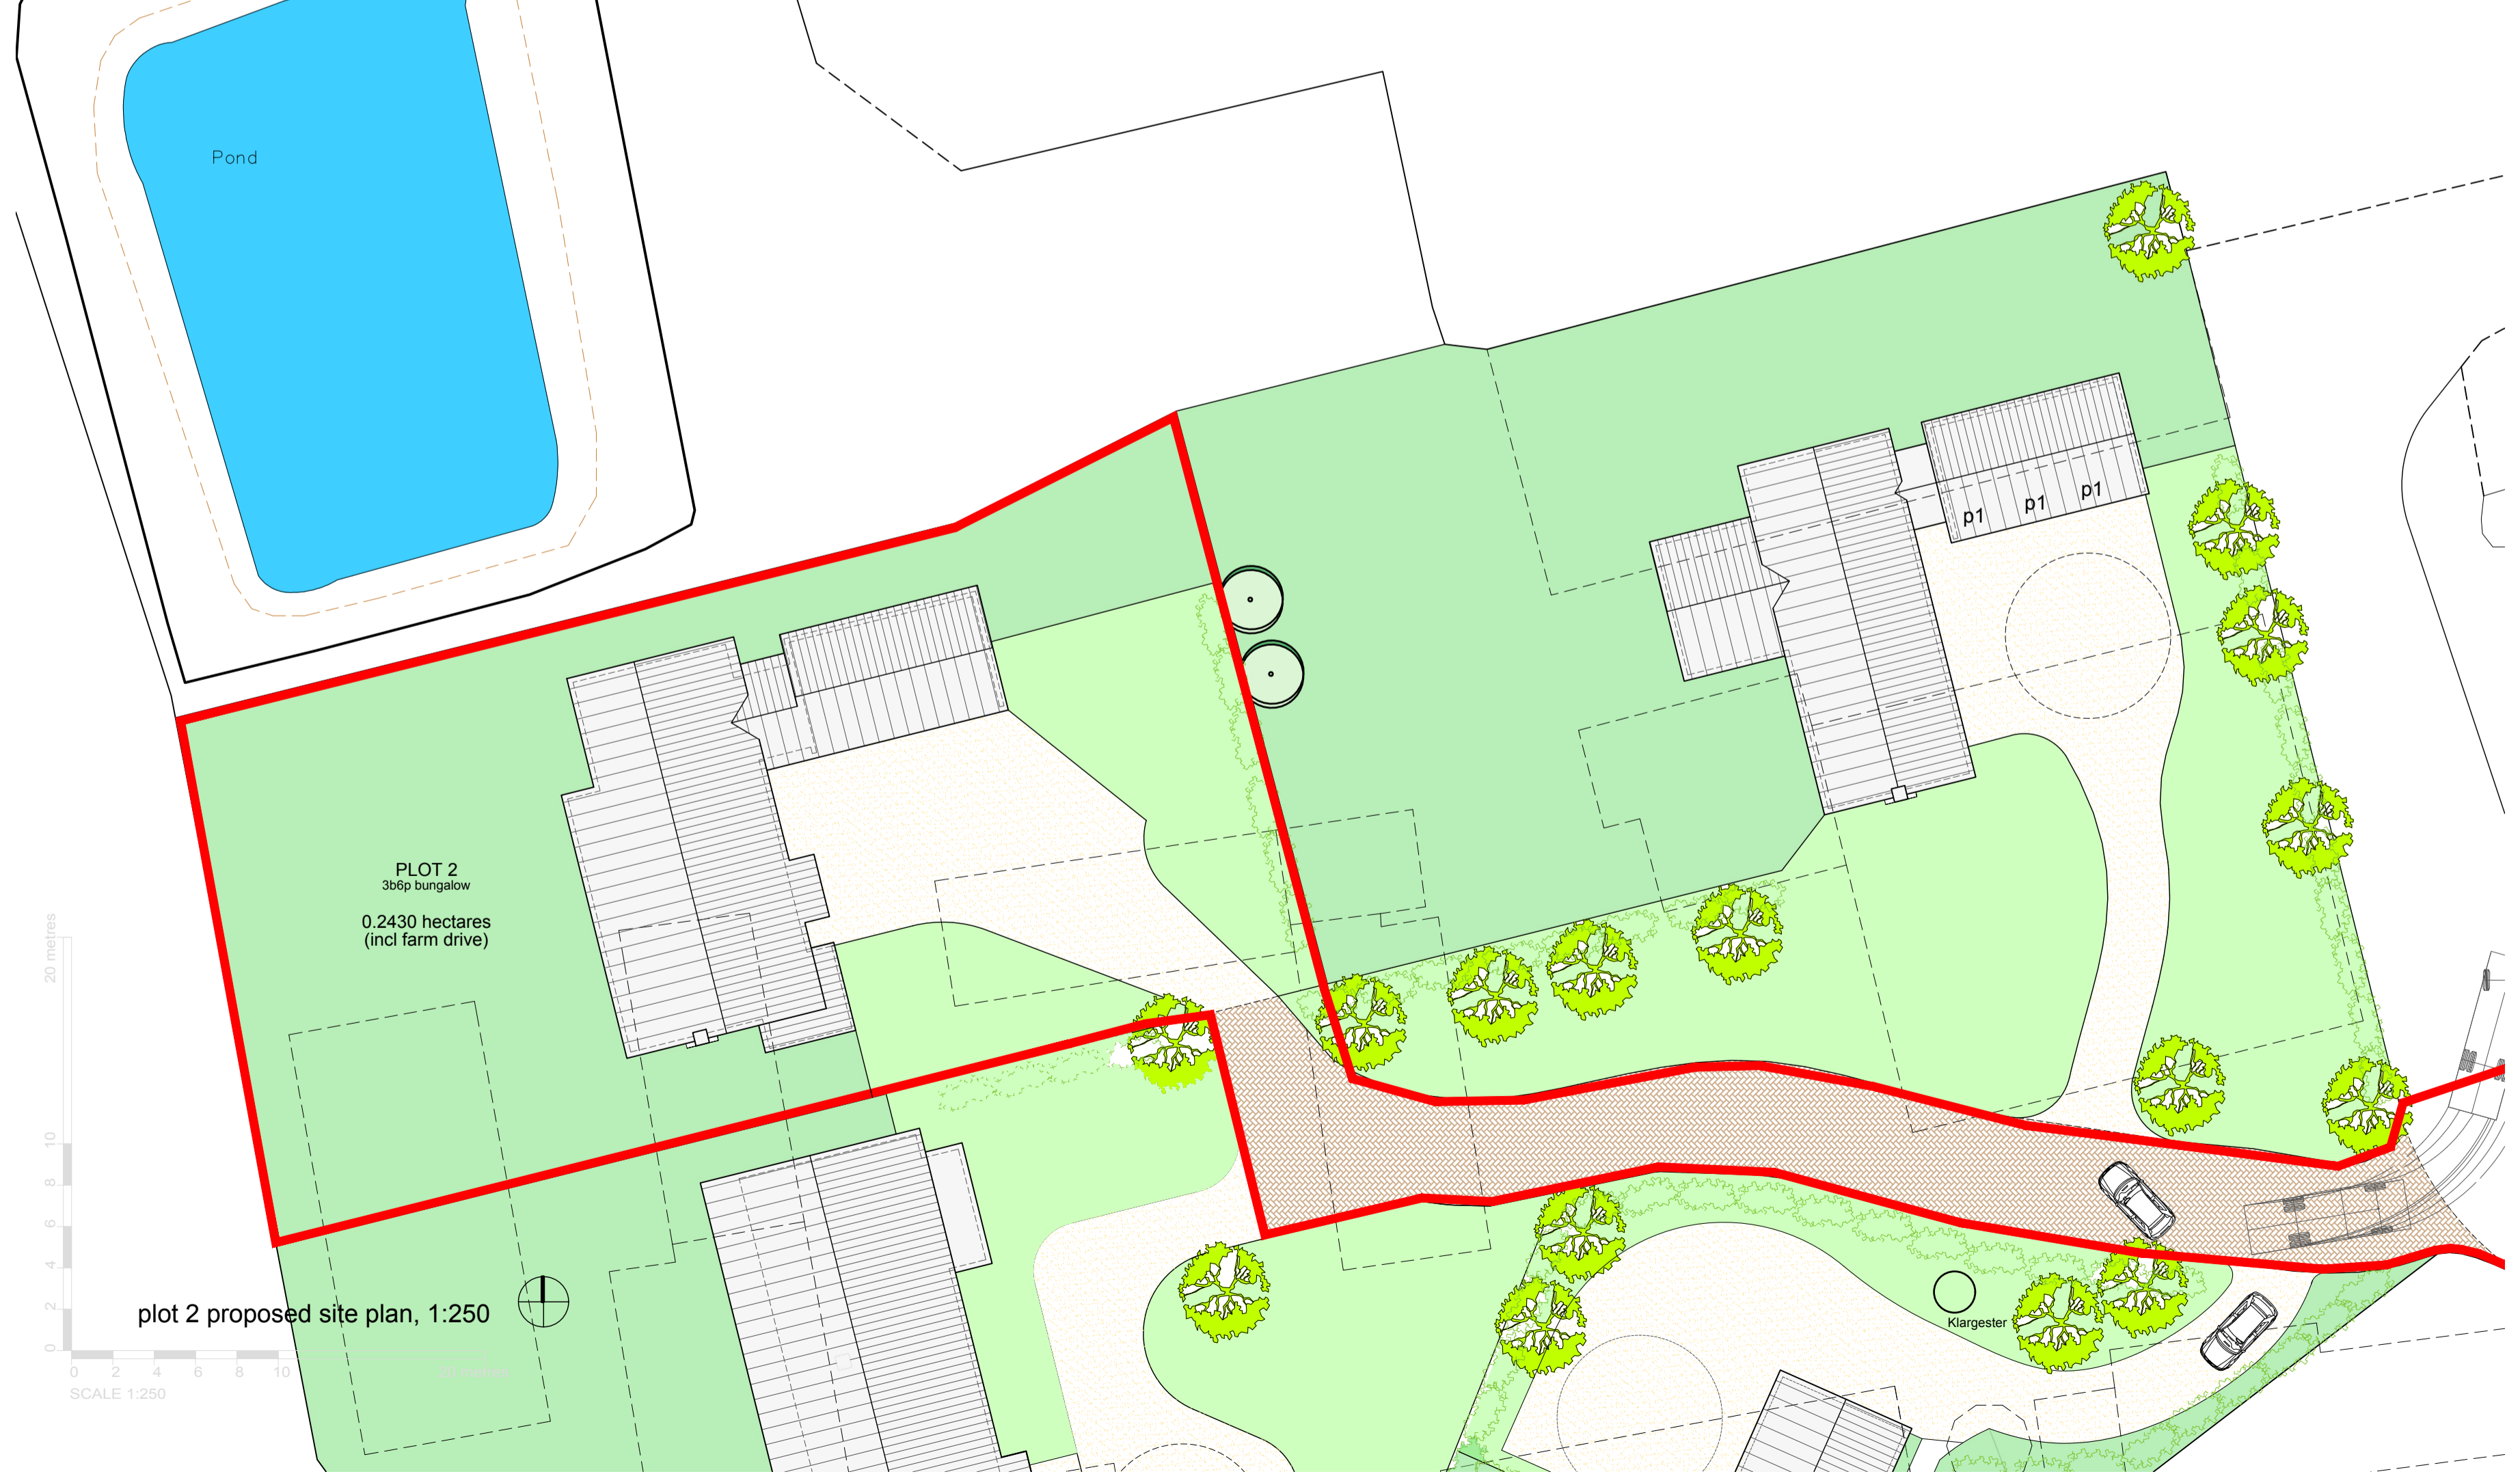 Pond
p1 p1 p1
PLOT 2
3b6p bungalow
0.2430 hectares
(incl farm drive)
20 metres
10
8
6
4
2
0
plot 2 proposed site plan, 1:250
0 2 4 6 8 10
SCALE 1:250
Klargester